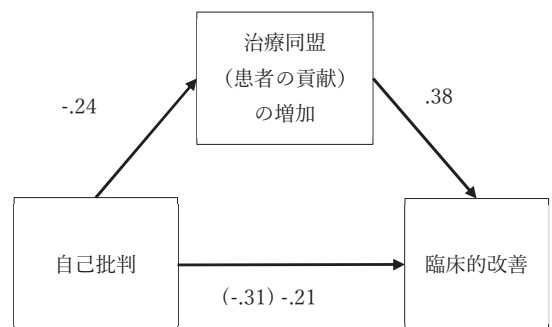 治療同盟
（患者の貢献）
の増加
-.24
.38
自己批判
臨床的改善
(-.31) -.21